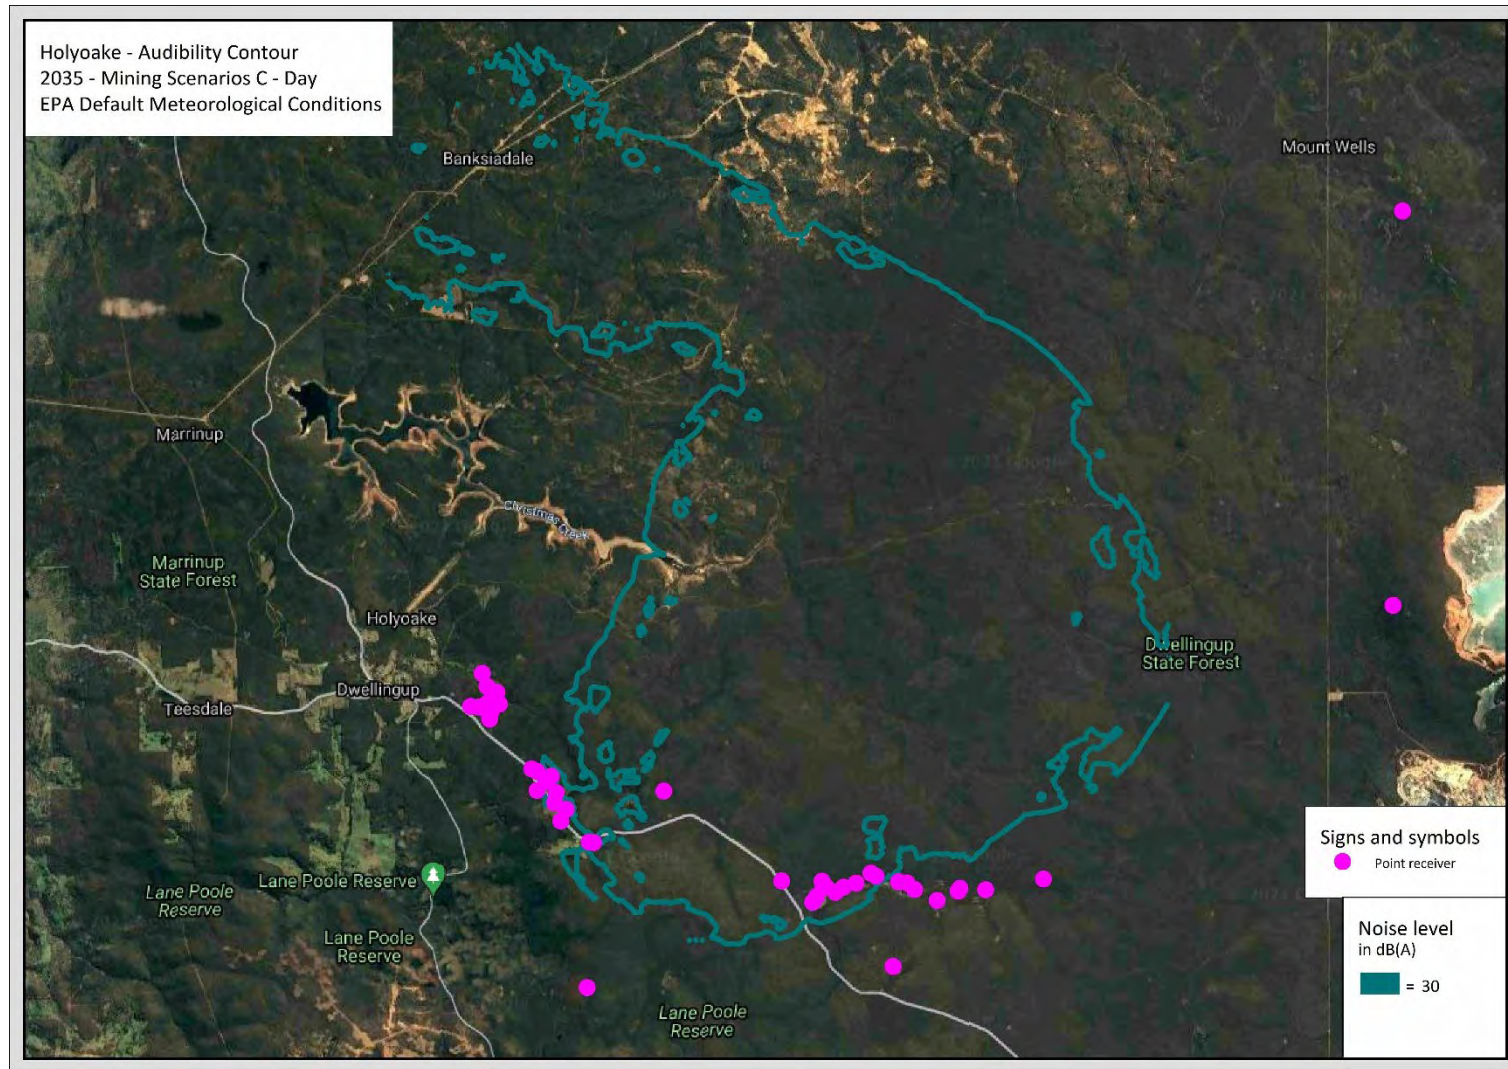 Holyoake - Audibility Contour
2035 - Mining Scenarios C - Day
EPA Default Meteorological Conditions
Banksiadale
Mount Wells
Marrinup
Christmas Creek
Marrinup
State Forest
Holyoake
Dwellingup
State Forest
Dwellingup
Teesdale
Lane Poole Reserve
Lane Poole
Reserve
Lane Poole
Reserve
Lane Poole
Reserve
Signs and symbols
Point receiver
Noise level
in dB(A)
= 30